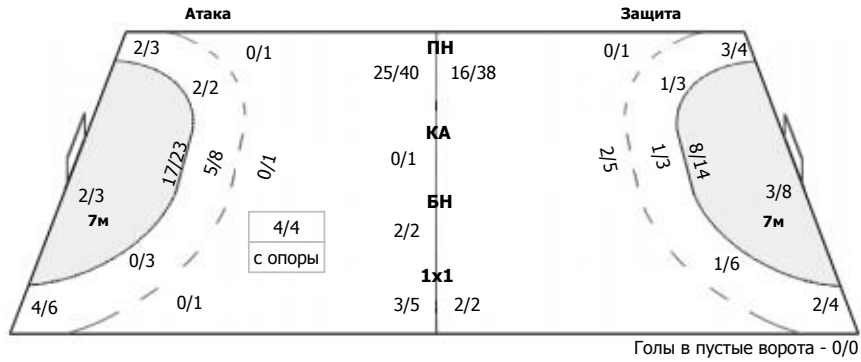 Атака
Защита
2/3
0/1
ПН
0/1
3/4
25/40
16/38
2/2
1/3
КА
17/23
5/8
0/1
0/1
2/5
1/3
8/14
2/3
7м
3/8
7м
БН
4/4
2/2
с опоры
0/3
1/6
1x1
4/6
0/1
3/5
2/2
2/4
Голы в пустые ворота - 0/0